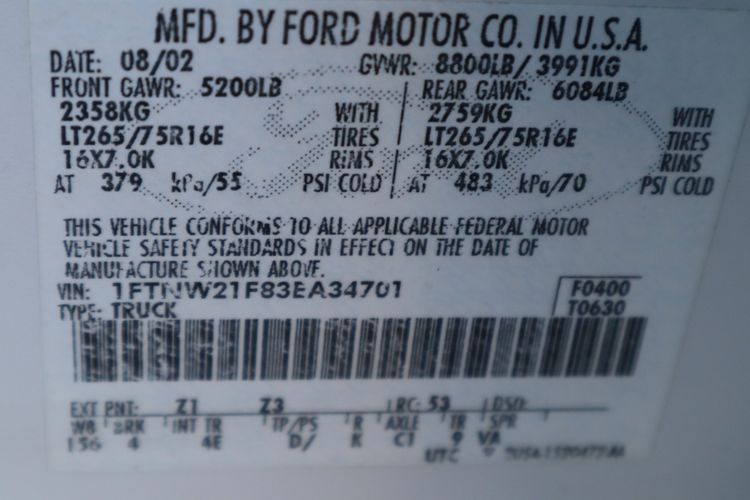 MFD. BY FORD MOTOR CO. IN U.S.A.
DATE: 08/02 GVWR: 8800LB/ 3991KG
FRONT GAWR: 5200LB REAR GAWR: 6084LB
2358KG WITH 2759KG WITH
LT265/75R16E TIRES LT265/75R16E TIRES
16X7.0K RIMS 16X7.0K RIMS
AT 379 kPa/55 PSI COLD AT 483 kPa/70 PSI COLD
THIS VEHICLE CONFORMS TO ALL APPLICABLE FEDERAL MOTOR
VEHICLE SAFETY STANDARDS IN EFFECT ON THE DATE OF
MANUFACTURE SHOWN ABOVE.
VIN: 1FTNW21F83EA34701 F0400
TYPE: TRUCK T0630
EXT PNT: Z1 Z3 RC: 53 DSO:
WB BRK INT TR TP/PS R AXLE TR SPR
156 4 4E D/ K C1 9 VA
UTC